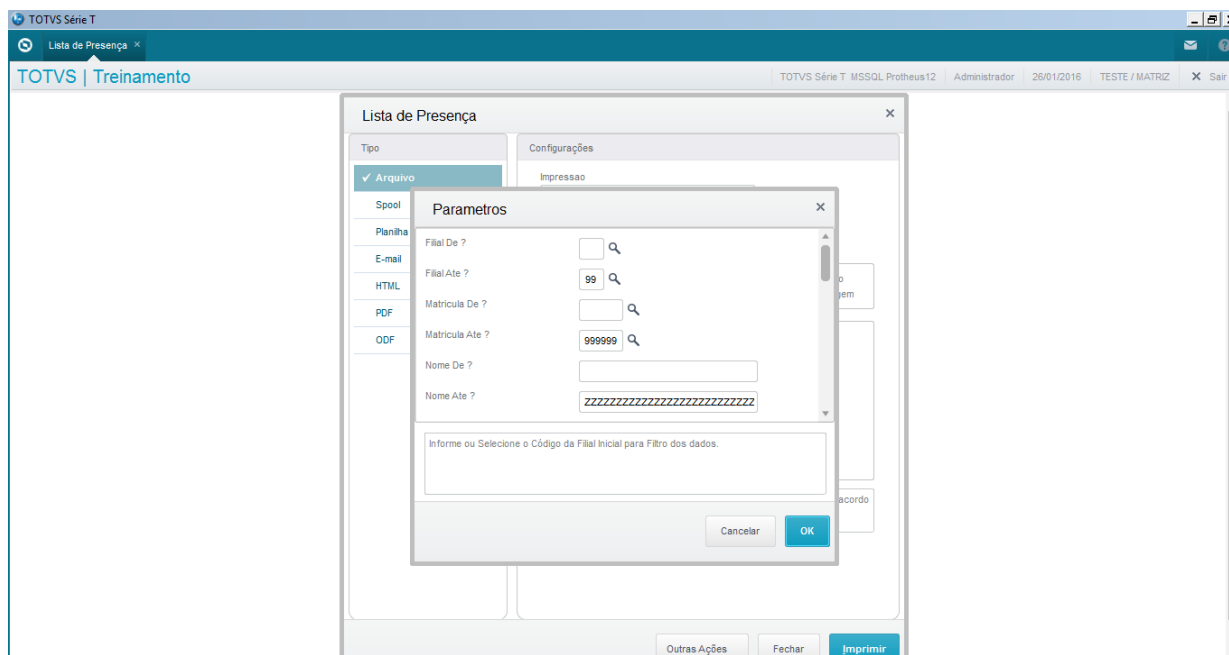 TOTVS Série T
Lista de Presença ×
TOTVS | Treinamento
TOTVS Série T MSSQL Protheus12 Administrador 26/01/2016 TESTE / MATRIZ X Sair
Lista de Presença ×
Tipo
Configurações
✓ Arquivo
Impressao
Spool
Planilha
E-mail
HTML
PDF
ODF
Parametros ×
Filial De ?
Filial Ate ? 99
Matricula De ?
Matricula Ate ? 999999
Nome De ?
Nome Ate ? ZZZZZZZZZZZZZZZZZZZZZZZZZZZ
Informe ou Selecione o Código da Filial Inicial para Filtro dos dados.
acordo
Cancelar OK
Outras Ações Fechar Imprimir